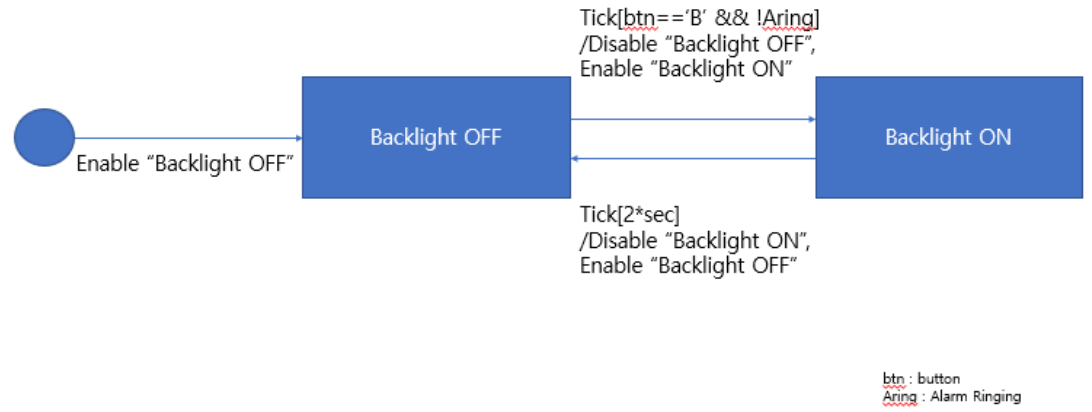 Tick[btn==‘B’ && !Aring]
/Disable “Backlight OFF”,
Enable “Backlight ON”
Backlight OFF
Backlight ON
Enable “Backlight OFF”
Tick[2*sec]
/Disable “Backlight ON”,
Enable “Backlight OFF”
btn : button
Aring : Alarm Ringing